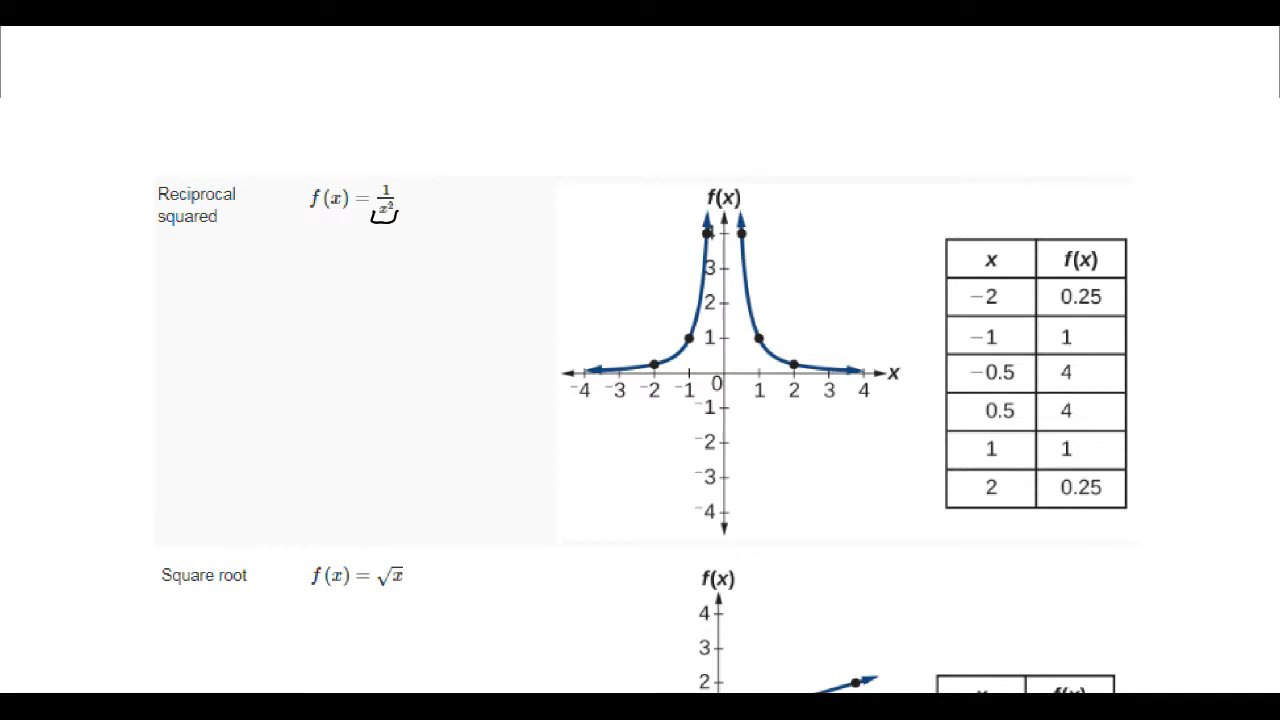 Reciprocal
squared
f(x) = 1/x²
f(x)
4
3
2
1
-4 -3 -2 -1 0 1 2 3 4 x
-1
-2
-3
-4
x f(x)
-2 0.25
-1 1
-0.5 4
0.5 4
1 1
2 0.25
Square root f(x) = √x
f(x)
4
3
2